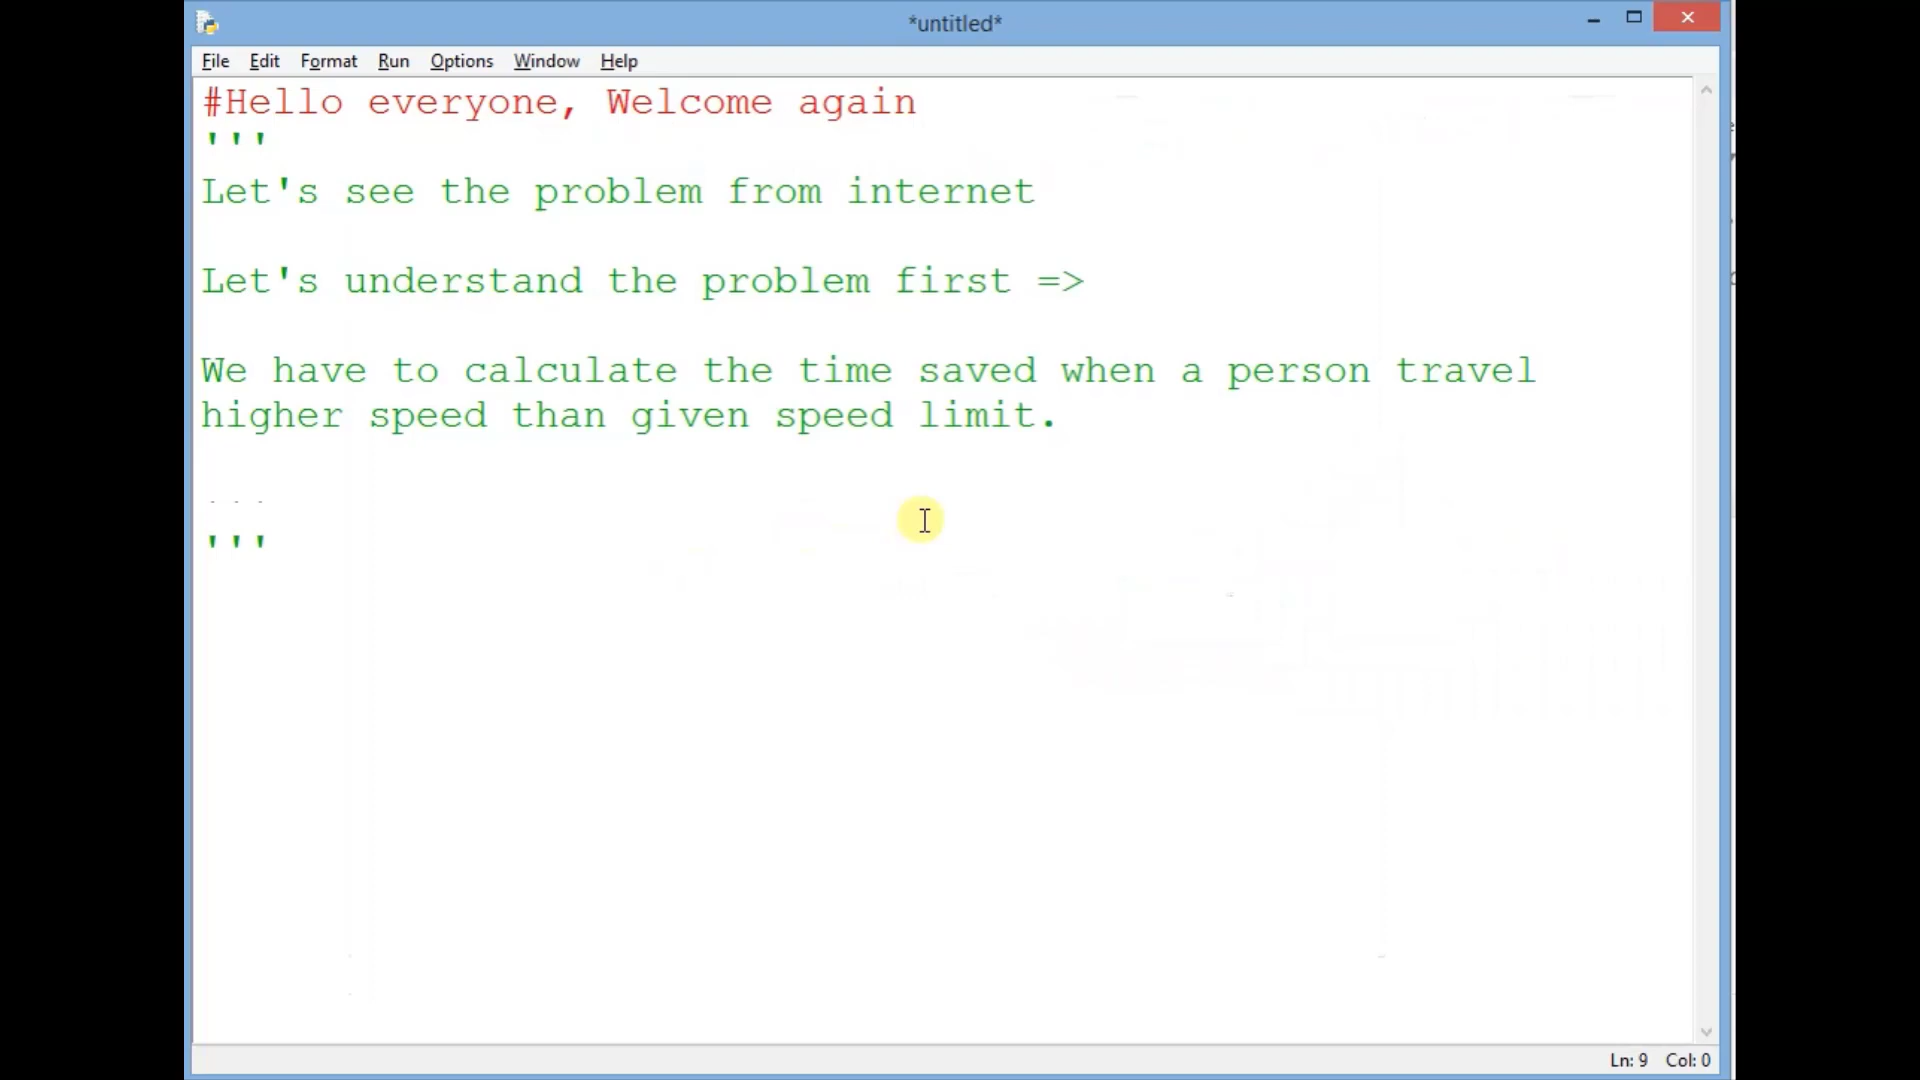 *untitled*
File Edit Format Run Options Window Help
#Hello everyone, Welcome again
'''
Let's see the problem from internet
Let's understand the problem first =>
We have to calculate the time saved when a person travel
higher speed than given speed limit.
'''
Ln: 9 Col: 0